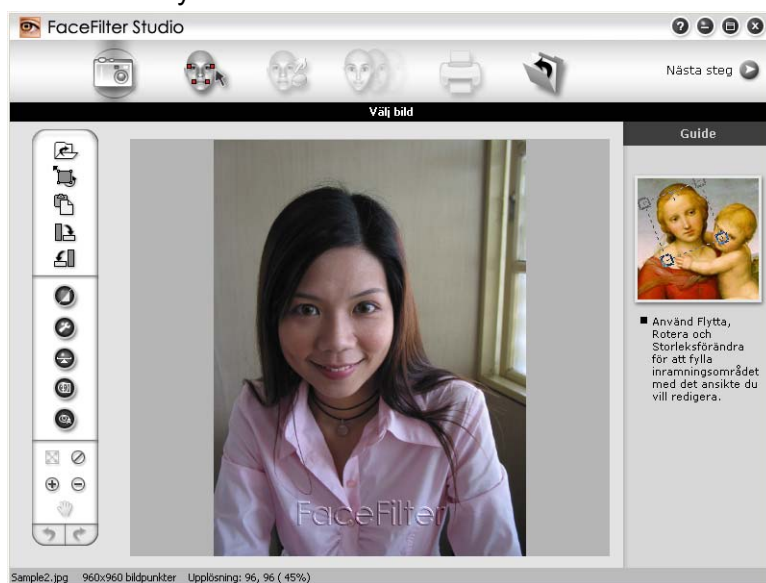 FaceFilter Studio
Nästa steg
Välj bild
Guide
Använd Flytta,
Rotera och
Storleksförändra
för att fylla
inramningsområdet
med det ansikte du
vill redigera.
FaceFilter
Sample2.jpg 960x960 bildpunkter Upplösning: 96, 96 ( 45%)